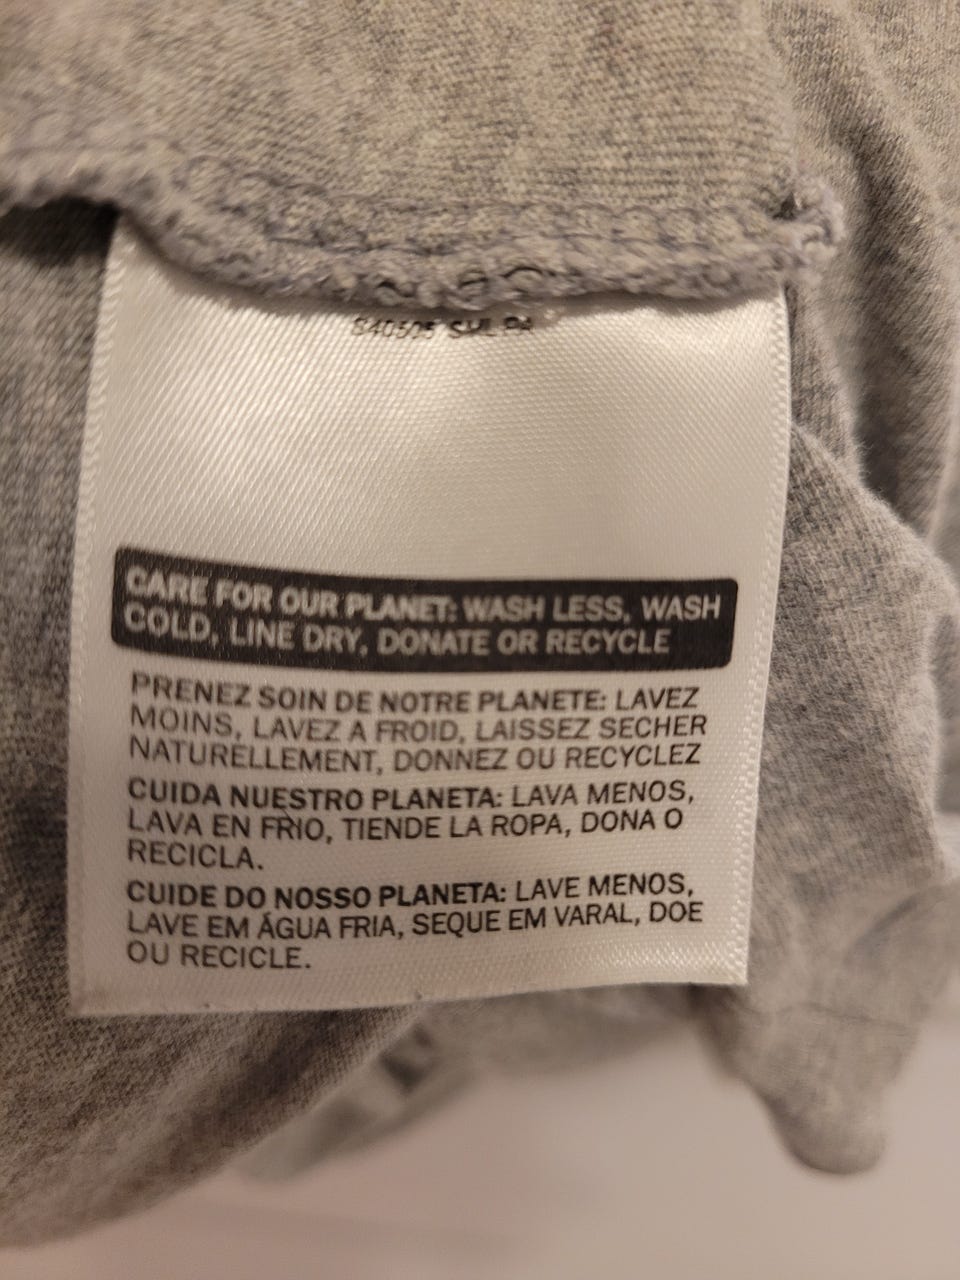 CARE FOR OUR PLANET: WASH LESS, WASH
COLD, LINE DRY, DONATE OR RECYCLE
PRENEZ SOIN DE NOTRE PLANETE: LAVEZ
MOINS, LAVEZ A FROID, LAISSEZ SECHER
NATURELLEMENT, DONNEZ OU RECYCLEZ
CUIDA NUESTRO PLANETA: LAVA MENOS,
LAVA EN FRIO, TIENDE LA ROPA, DONA O
RECICLA.
CUIDE DO NOSSO PLANETA: LAVE MENOS,
LAVE EM ÁGUA FRIA, SEQUE EM VARAL, DOE
OU RECICLE.